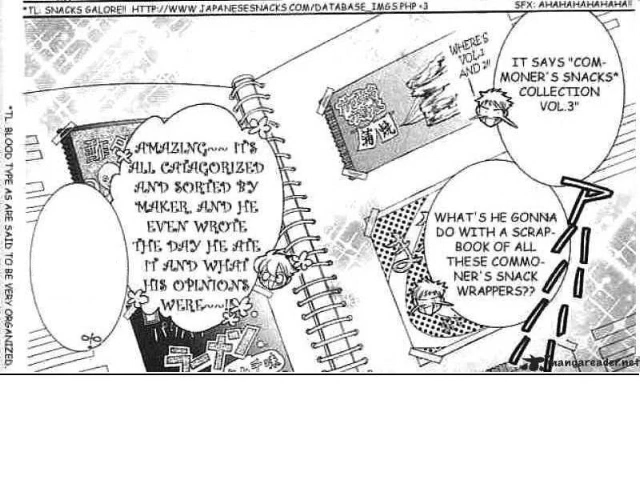 *TL: SNACKS GALORE!! HTTP://WWW.JAPANESESNACKS.COM/DATABASE_IMGS.PHP <3
SFX: AHAHAHAHAHAHA!!
IT SAYS "COM-
MONER'S SNACKS*
COLLECTION
VOL.3"
WHERE'S
VOL.1
AND 2!!
WHAT'S HE GONNA
DO WITH A SCRAP-
BOOK OF ALL
THESE COMMO-
NER'S SNACK
WRAPPERS??
AMAZING~~~ IT'S
ALL CATAGORIZED
AND SORTED BY
MAKER, AND HE
EVEN WROTE
THE DAY HE ATE
IT AND WHAT
HIS OPINIONS
WERE~~!!
*TL: BLOOD TYPE AS ARE SAID TO BE VERY ORGANIZED.
蒲焼
mangareader.net